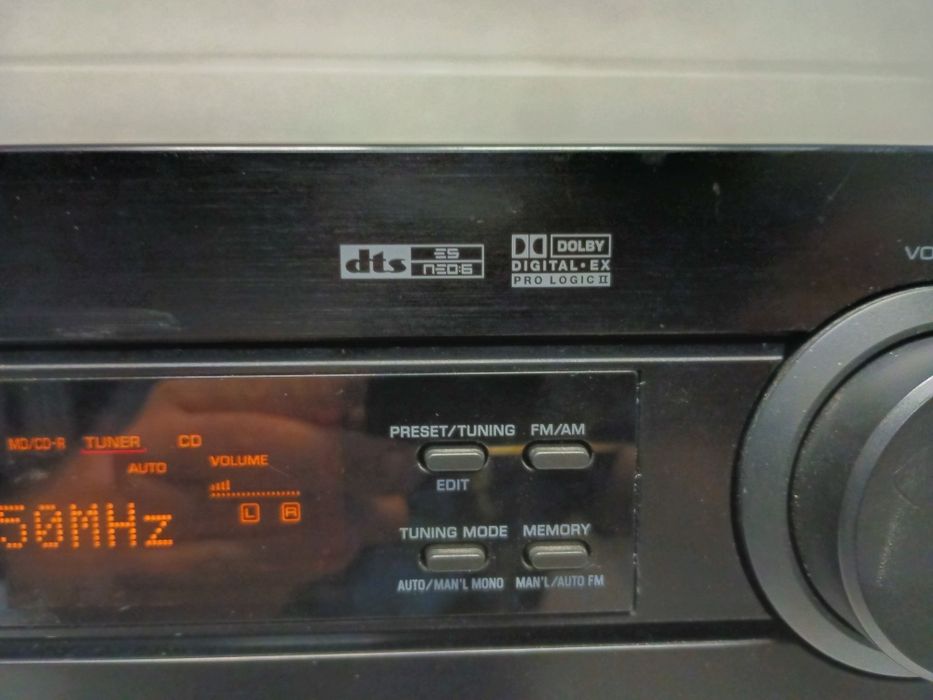 dts ES
NEO:6
DOLBY
DIGITAL•EX
PRO LOGIC II
VO
PRESET/TUNING FM/AM
EDIT
TUNING MODE MEMORY
AUTO/MAN'L MONO MAN'L/AUTO FM
MD/CD-R TUNER CD
AUTO VOLUME
L R
50MHz